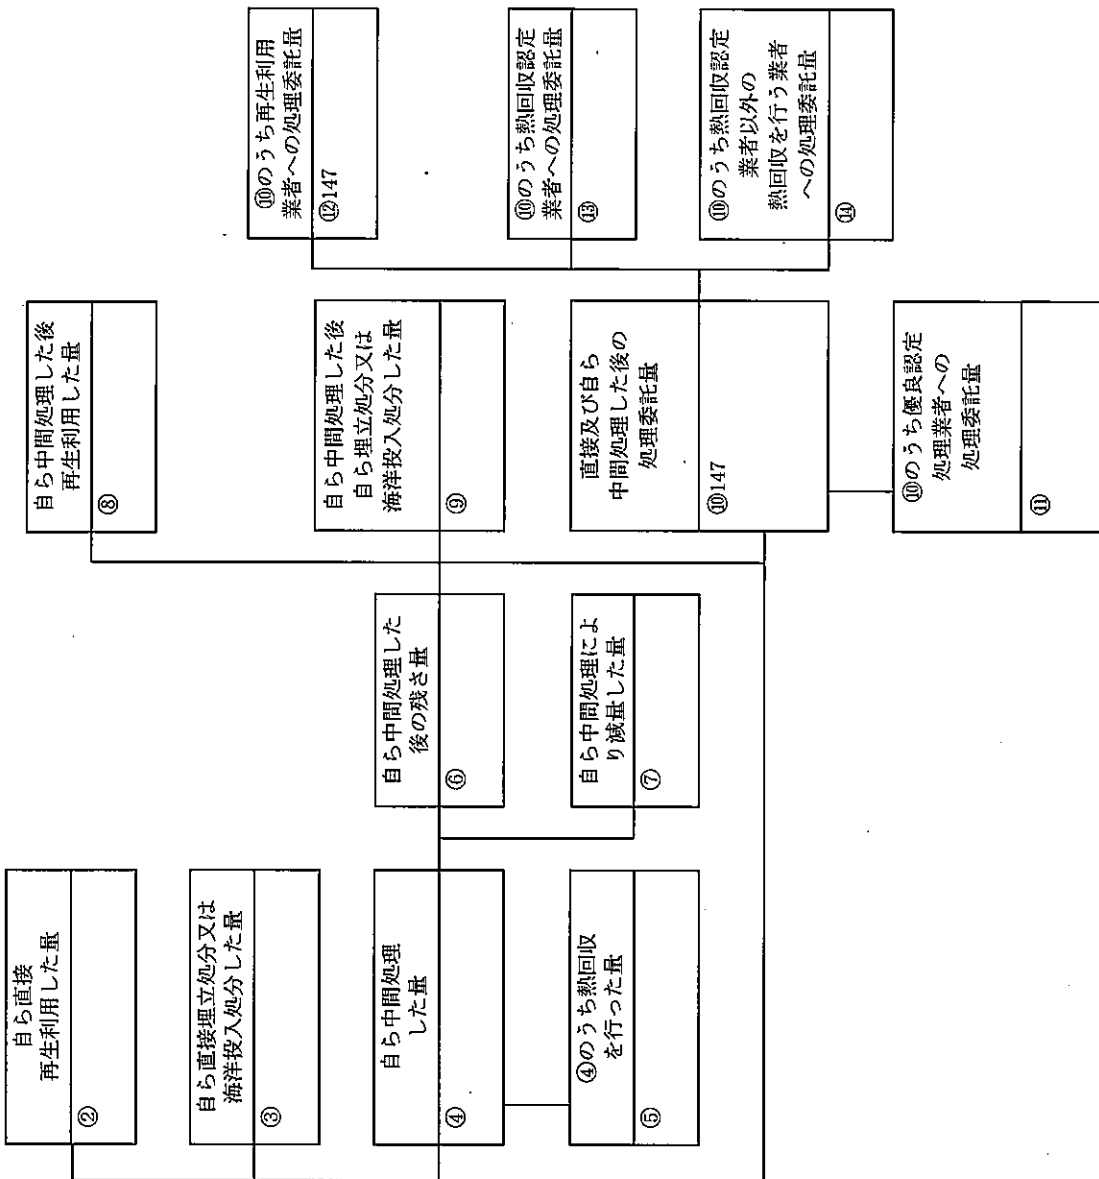 自ら直接
再生利用した量
②
自ら直接埋立処分又は
海洋投入処分した量
③
自ら中間処理
した量
④
④のうち熱回収
を行った量
⑤
自ら中間処理した
後の残さ量
⑥
自ら中間処理によ
り減量した量
⑦
自ら中間処理した後
再生利用した量
⑧
自ら中間処理した後
自ら埋立処分又は
海洋投入処分した量
⑨
直接及び自ら
中間処理した後の
処理委託量
⑩147
⑩のうち優良認定
処理業者への
処理委託量
⑪
⑩のうち再生利用
業者への処理委託量
⑫147
⑩のうち熱回収認定
業者への処理委託量
⑬
⑩のうち熱回収認定
業者以外の
熱回収を行う業者
への処理委託量
⑭